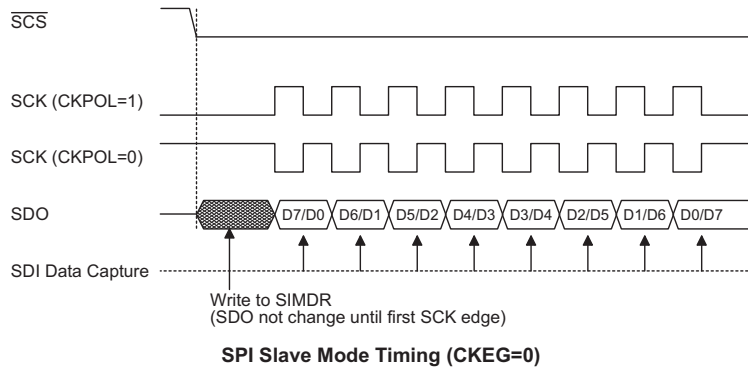 SCS
SCK (CKPOL=1)
SCK (CKPOL=0)
SDO
D7/D0 D6/D1 D5/D2 D4/D3 D3/D4 D2/D5 D1/D6 D0/D7
SDI Data Capture
Write to SIMDR
(SDO not change until first SCK edge)
SPI Slave Mode Timing (CKEG=0)